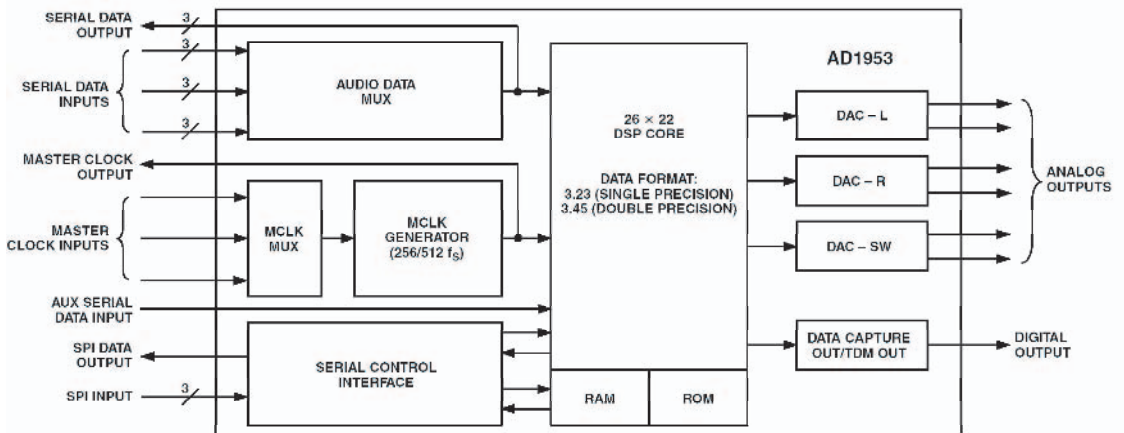 SERIAL DATA
OUTPUT
3
SERIAL DATA
INPUTS
3
3
3
AUDIO DATA
MUX
MASTER CLOCK
OUTPUT
MASTER
CLOCK INPUTS
MCLK
MUX
MCLK
GENERATOR
(256/512 fS)
AUX SERIAL
DATA INPUT
SPI DATA
OUTPUT
SPI INPUT
3
SERIAL CONTROL
INTERFACE
26 × 22
DSP CORE
DATA FORMAT:
3.23 (SINGLE PRECISION)
3.45 (DOUBLE PRECISION)
RAM
ROM
AD1953
DAC – L
DAC – R
DAC – SW
ANALOG
OUTPUTS
DATA CAPTURE
OUT/TDM OUT
DIGITAL
OUTPUT